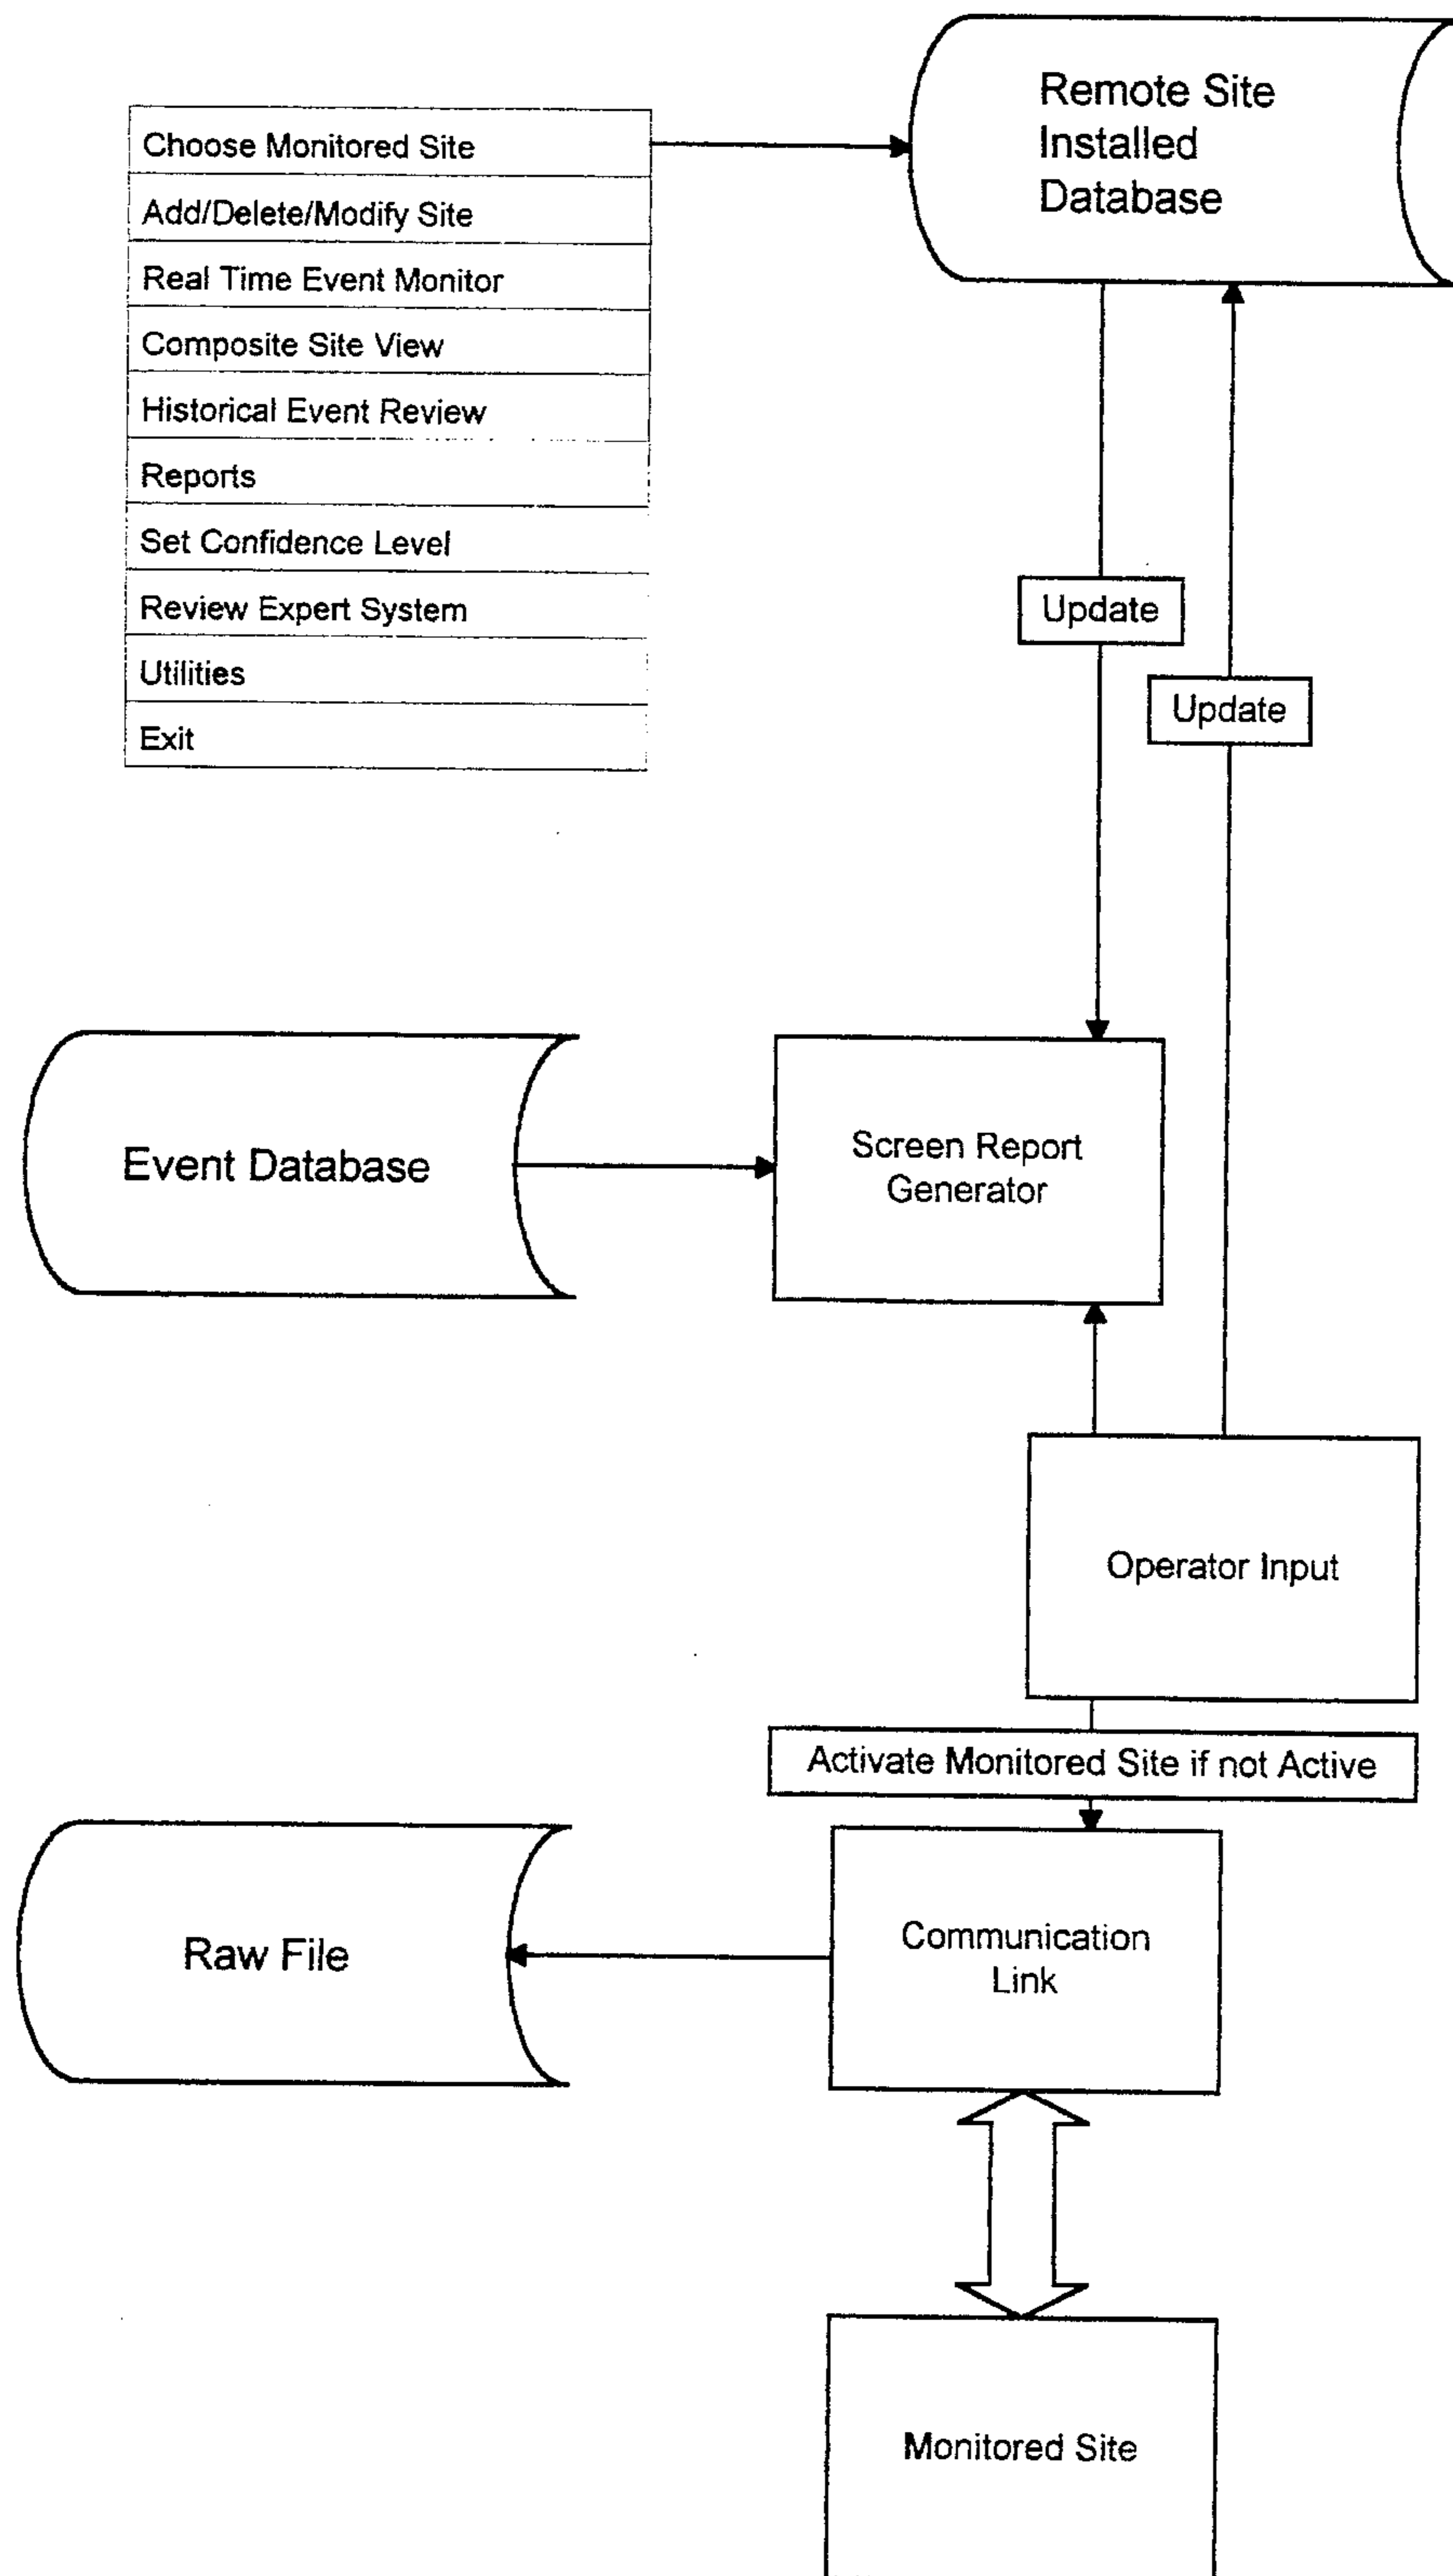 Remote Site
Installed
Database
Choose Monitored Site
Add/Delete/Modify Site
Real Time Event Monitor
Composite Site View
Historical Event Review
Reports
Set Confidence Level
Review Expert System
Utilities
Exit
Update
Update
Event Database
Screen Report
Generator
Operator Input
Activate Monitored Site if not Active
Raw File
Communication
Link
Monitored Site